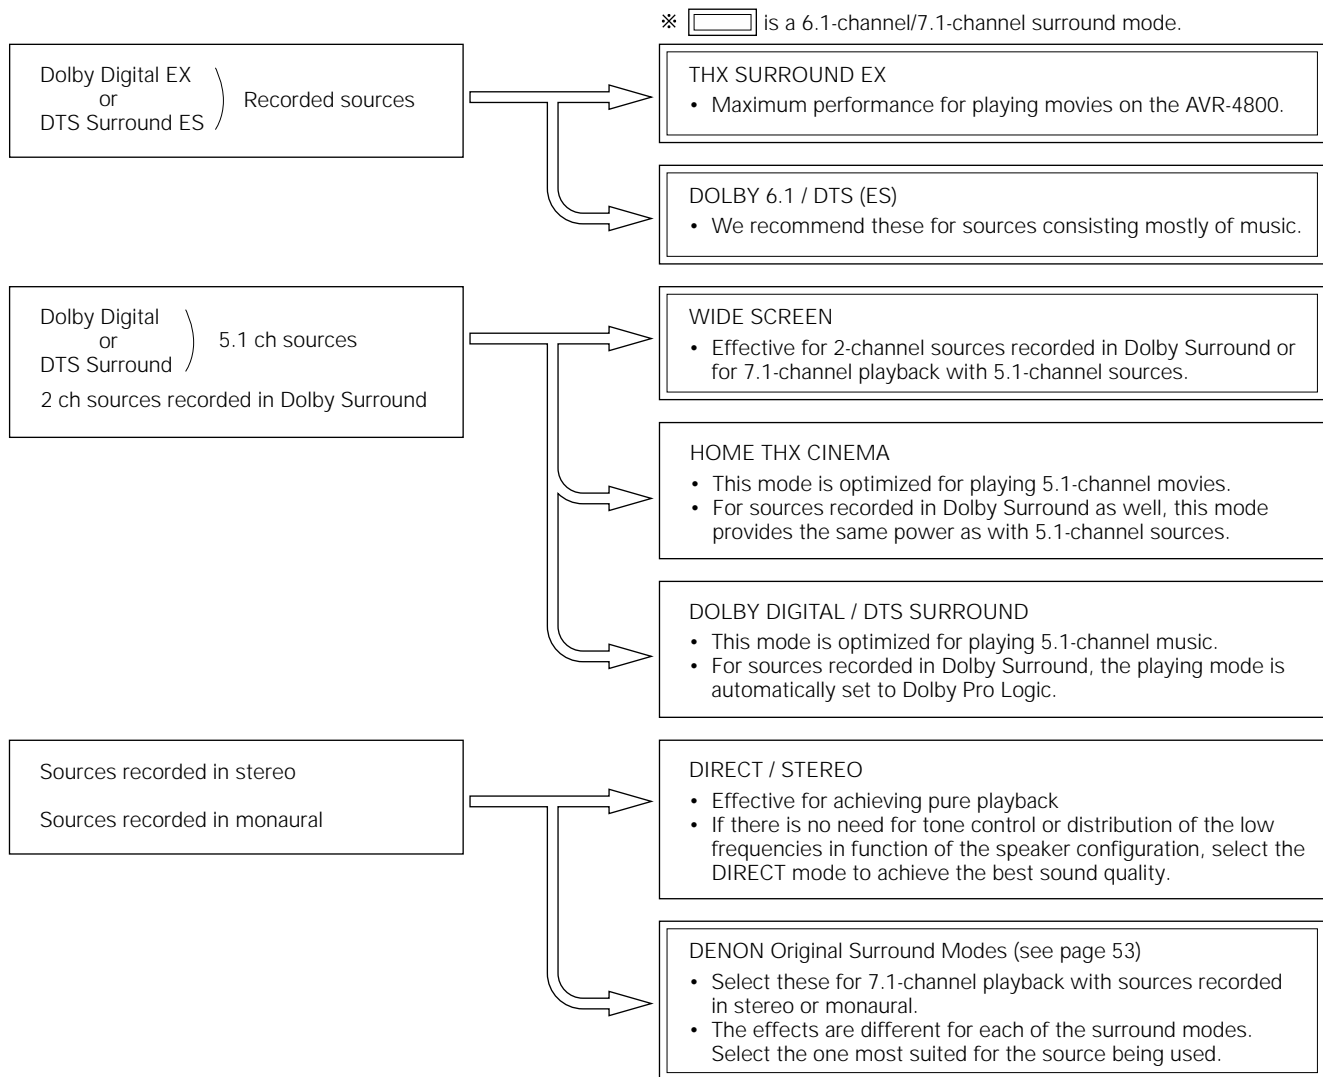 ※ is a 6.1-channel/7.1-channel surround mode.
Dolby Digital EX
or
DTS Surround ES
Recorded sources
THX SURROUND EX
• Maximum performance for playing movies on the AVR-4800.
DOLBY 6.1 / DTS (ES)
• We recommend these for sources consisting mostly of music.
Dolby Digital
or
DTS Surround
5.1 ch sources
2 ch sources recorded in Dolby Surround
WIDE SCREEN
• Effective for 2-channel sources recorded in Dolby Surround or
for 7.1-channel playback with 5.1-channel sources.
HOME THX CINEMA
• This mode is optimized for playing 5.1-channel movies.
• For sources recorded in Dolby Surround as well, this mode
provides the same power as with 5.1-channel sources.
DOLBY DIGITAL / DTS SURROUND
• This mode is optimized for playing 5.1-channel music.
• For sources recorded in Dolby Surround, the playing mode is
automatically set to Dolby Pro Logic.
Sources recorded in stereo
Sources recorded in monaural
DIRECT / STEREO
• Effective for achieving pure playback
• If there is no need for tone control or distribution of the low
frequencies in function of the speaker configuration, select the
DIRECT mode to achieve the best sound quality.
DENON Original Surround Modes (see page 53)
• Select these for 7.1-channel playback with sources recorded
in stereo or monaural.
• The effects are different for each of the surround modes.
Select the one most suited for the source being used.